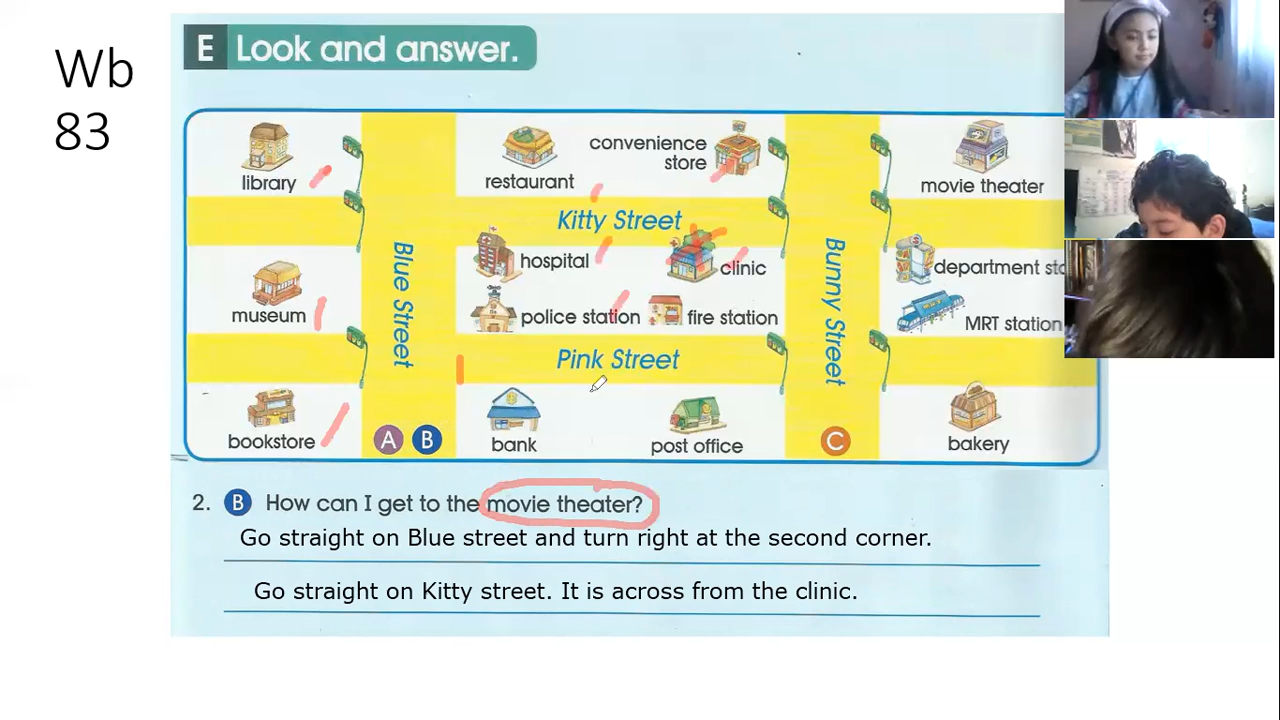 Wb
83
E Look and answer.
library
restaurant
convenience
store
movie theater
Kitty Street
Blue Street
Bunny Street
hospital
clinic
department sto
museum
police station
fire station
MRT station
Pink Street
bookstore
A B
bank
post office
C
bakery
2. B How can I get to the movie theater?
Go straight on Blue street and turn right at the second corner.
Go straight on Kitty street. It is across from the clinic.